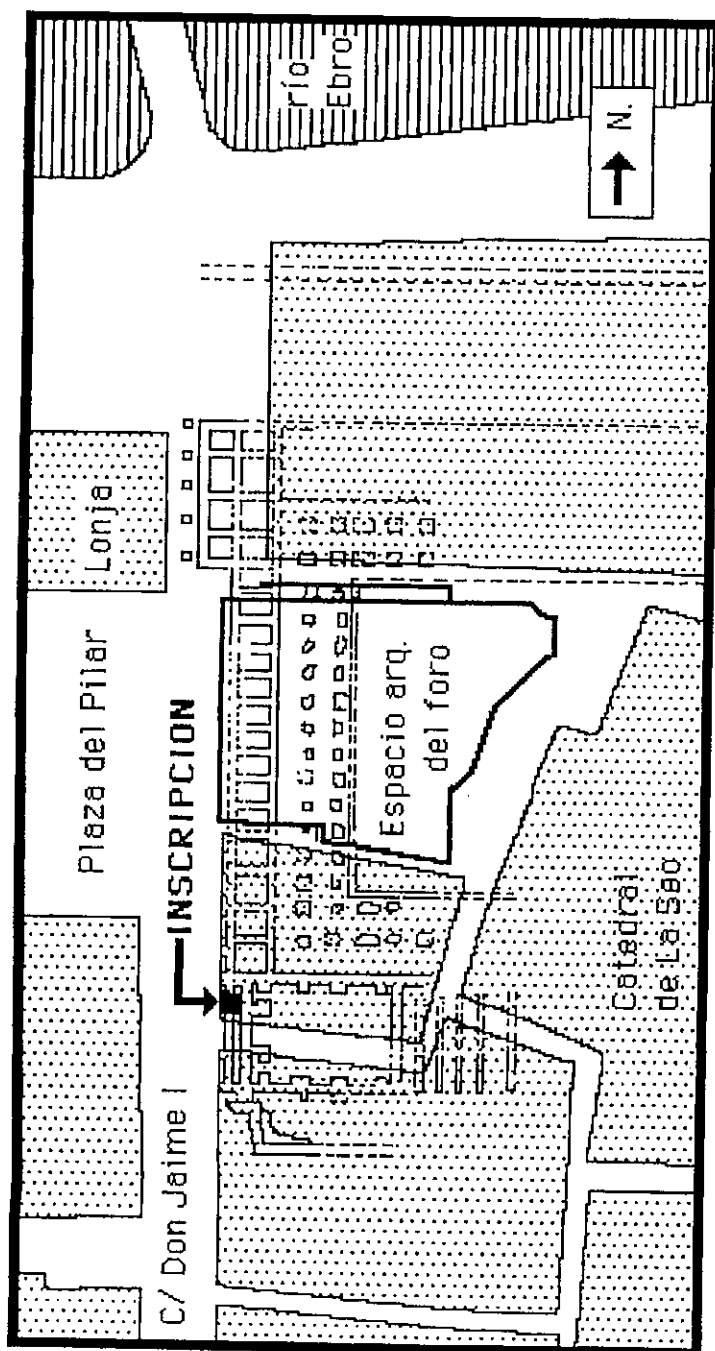 río
Ebro
N.
Lonja
Plaza del Pilar
INSCRIPCION
Espacio arq.
del foro
C/ Don Jaime I
Catedral
de La Seo